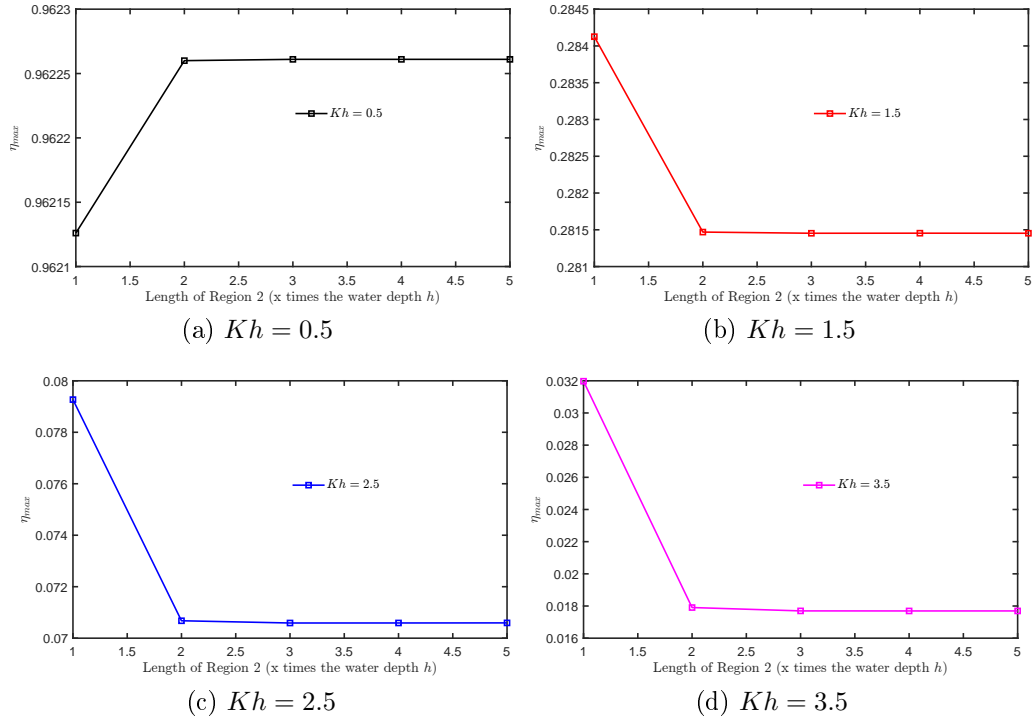 0.9623
0.96225
0.9622
0.96215
0.9621
η_max
Kh = 0.5
1 1.5 2 2.5 3 3.5 4 4.5 5
Length of Region 2 (x times the water depth h)
(a) Kh = 0.5
0.2845
0.284
0.2835
0.283
0.2825
0.282
0.2815
0.281
η_max
Kh = 1.5
1 1.5 2 2.5 3 3.5 4 4.5 5
Length of Region 2 (x times the water depth h)
(b) Kh = 1.5
0.08
0.078
0.076
0.074
0.072
0.07
η_max
Kh = 2.5
1 1.5 2 2.5 3 3.5 4 4.5 5
Length of Region 2 (x times the water depth h)
(c) Kh = 2.5
0.032
0.03
0.028
0.026
0.024
0.022
0.02
0.018
0.016
η_max
Kh = 3.5
1 1.5 2 2.5 3 3.5 4 4.5 5
Length of Region 2 (x times the water depth h)
(d) Kh = 3.5